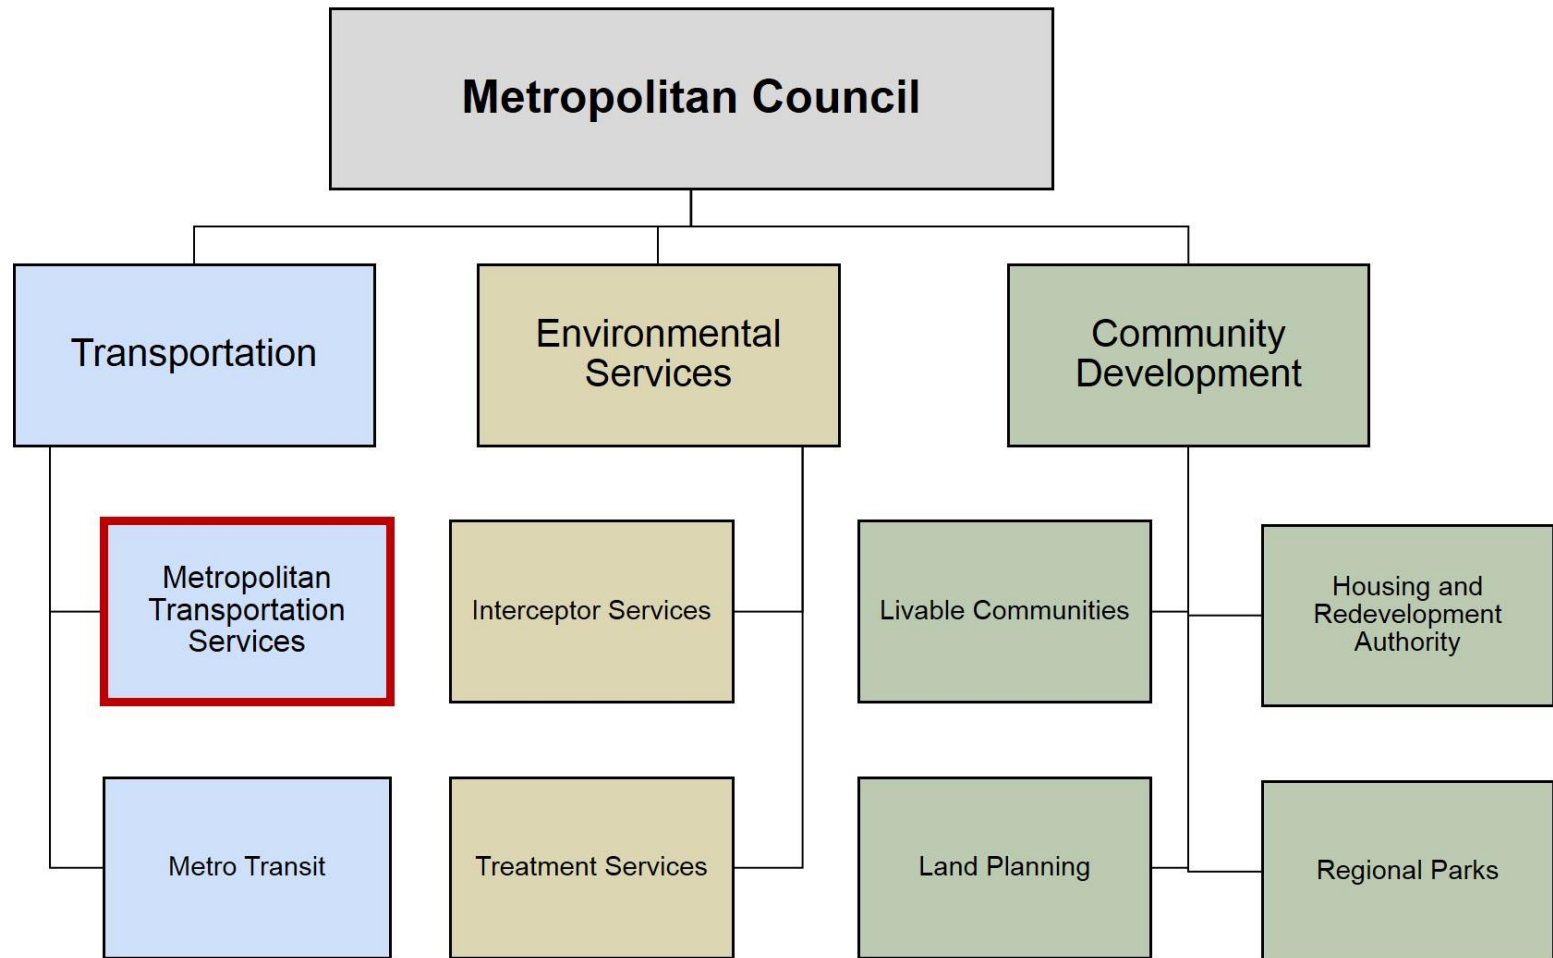 Metropolitan Council
Transportation
Environmental
Services
Community
Development
Metropolitan
Transportation
Services
Interceptor Services
Livable Communities
Housing and
Redevelopment
Authority
Metro Transit
Treatment Services
Land Planning
Regional Parks